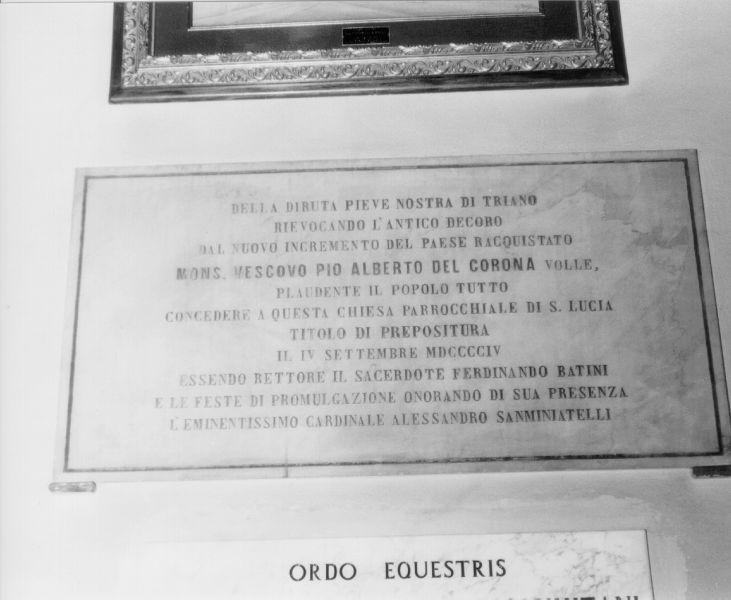 DELLA DIRUTA PIEVE NOSTRA DI TRIANO
RIEVOCANDO L'ANTICO DECORO
DAL NUOVO INCREMENTO DEL PAESE RACQUISTATO
MONS. VESCOVO PIO ALBERTO DEL CORONA VOLLE,
PLAUDENTE IL POPOLO TUTTO
CONCEDERE A QUESTA CHIESA PARROCCHIALE DI S. LUCIA
TITOLO DI PREPOSITURA
IL IV SETTEMBRE MDCCCCIV
ESSENDO RETTORE IL SACERDOTE FERDINANDO BATINI
E LE FESTE DI PROMULGAZIONE ONORANDO DI SUA PRESENZA
L'EMINENTISSIMO CARDINALE ALESSANDRO SANMINIATELLI
ORDO EQUESTRIS